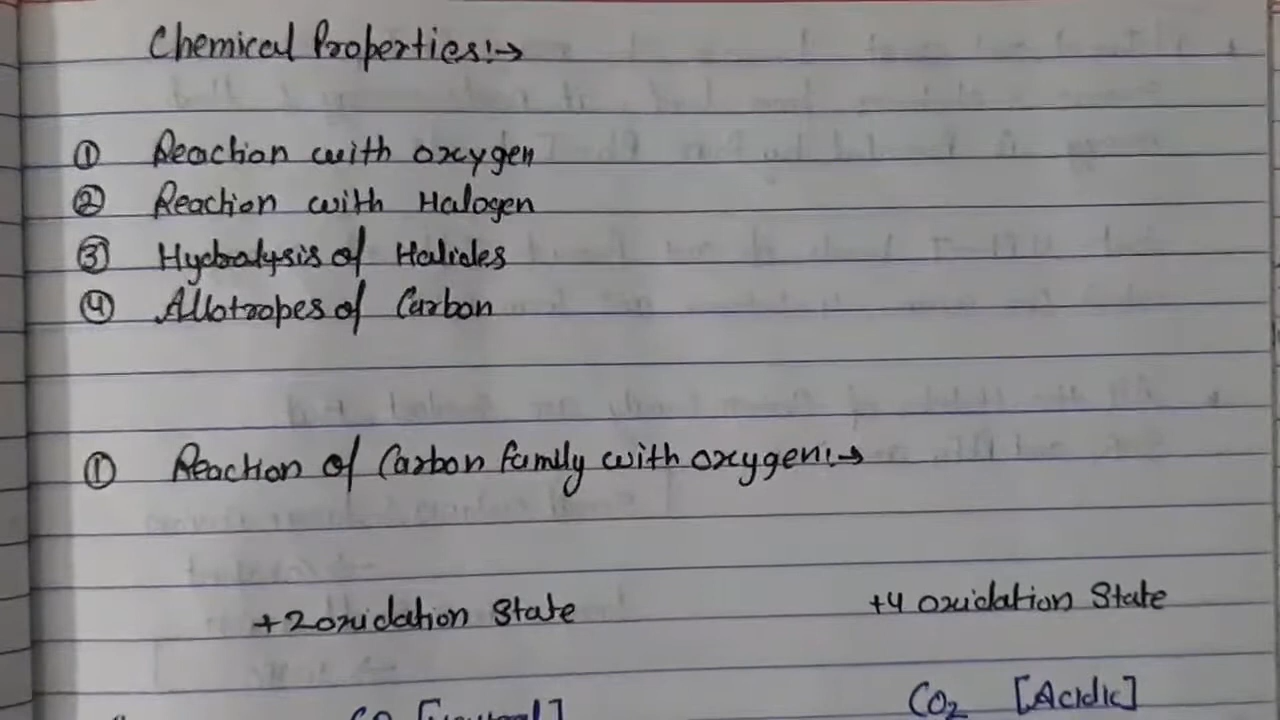 Chemical Properties:→
① Reaction with oxygen
② Reaction with Halogen
③ Hydrolysis of Halides
④ Allotropes of Carbon
① Reaction of Carbon family with oxygen:→
+2 oxidation State
+4 oxidation State
CO2 [Acidic]